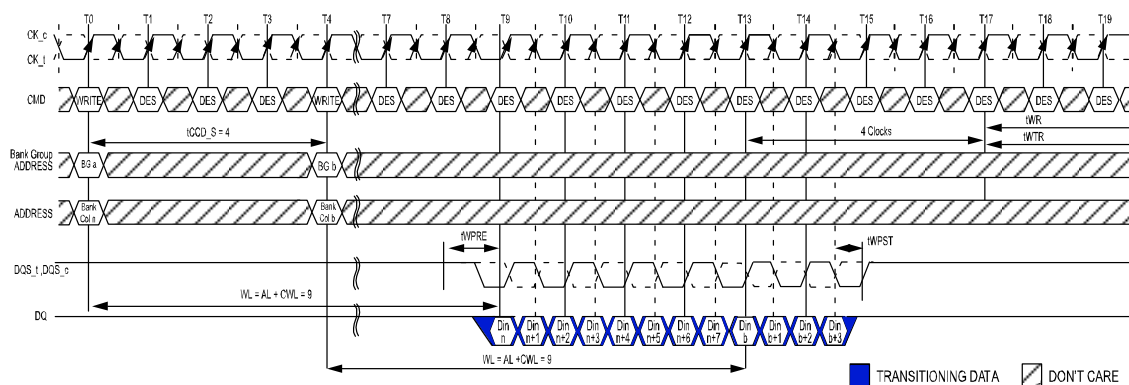 T0 T1 T2 T3 T4 T7 T8 T9 T10 T11 T12 T13 T14 T15 T16 T17 T18 T19
CK_c
CK_t
CMD WRITE DES DES DES WRITE DES DES DES DES DES DES DES DES DES DES DES DES DES
tCCD_S = 4
4 Clocks
tWR
tWTR
Bank Group
ADDRESS
BG a
BG b
ADDRESS
Bank
Col n
Bank
Col b
tWPRE
tWPST
DQS_t ,DQS_c
WL = AL + CWL = 9
DQ
Din n
Din n+1
Din n+2
Din n+3
Din n+4
Din n+5
Din n+6
Din n+7
Din b
Din b+1
Din b+2
Din b+3
WL = AL +CWL = 9
TRANSITIONING DATA
DON'T CARE